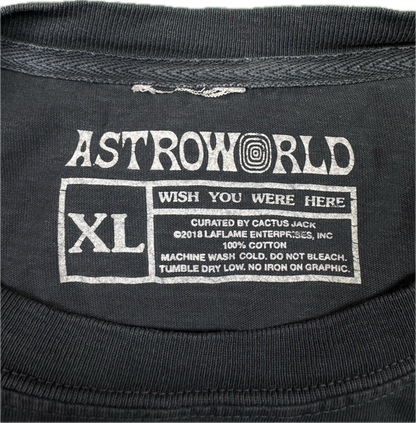 ASTROWORLD
XL
WISH YOU WERE HERE
CURATED BY CACTUS JACK
©2018 LAFLAME ENTERPRISES, INC
100% COTTON
MACHINE WASH COLD. DO NOT BLEACH.
TUMBLE DRY LOW. NO IRON ON GRAPHIC.